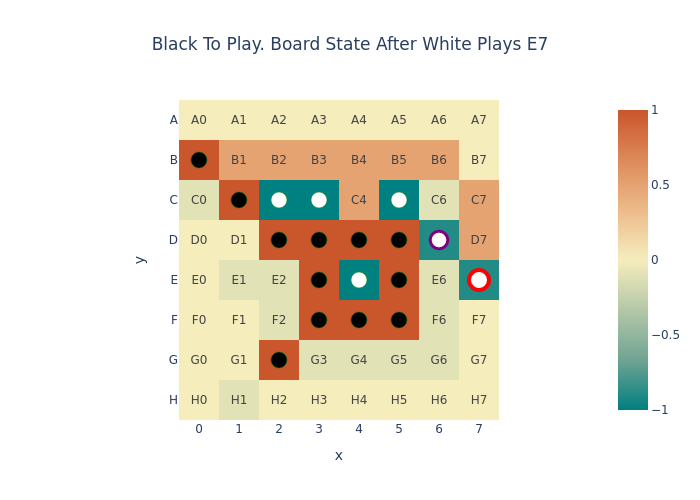 Black To Play. Board State After White Plays E7
A A0 A1 A2 A3 A4 A5 A6 A7
B B1 B2 B3 B4 B5 B6 B7
C C0 C4 C6 C7
D D0 D1 D7
E E0 E1 E2 E6
F F0 F1 F2 F6 F7
G G0 G1 G3 G4 G5 G6 G7
H H0 H1 H2 H3 H4 H5 H6 H7
0 1 2 3 4 5 6 7
x
y
1
0.5
0
−0.5
−1